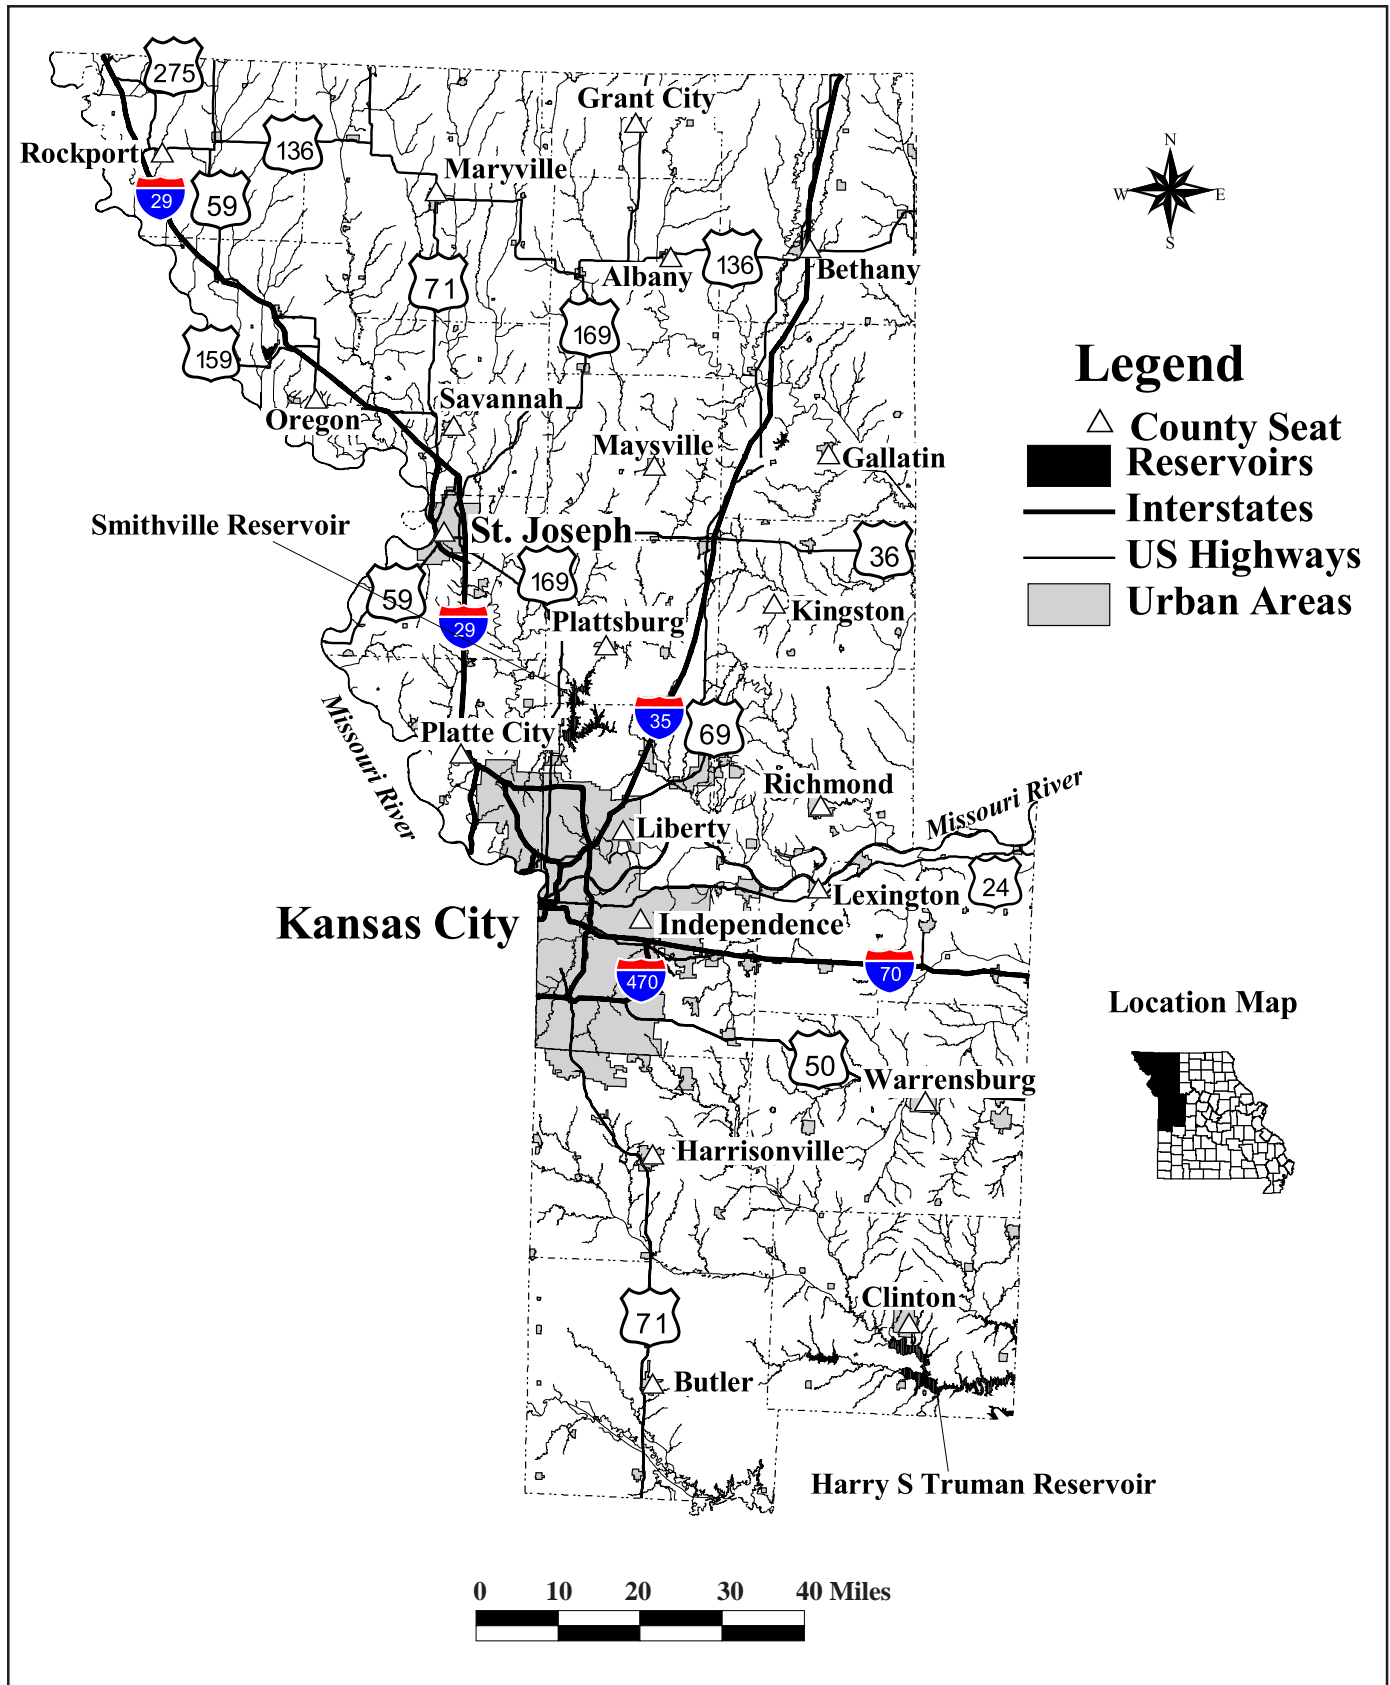 275
Grant City
Rockport
136
Maryville
N
W
E
S
29
59
Albany
136
Bethany
71
169
159
Legend
Savannah
Oregon
County Seat
Maysville
Gallatin
Reservoirs
Interstates
Smithville Reservoir
St. Joseph
36
US Highways
169
59
Urban Areas
Kingston
29
Plattsburg
35
69
Platte City
Missouri River
Richmond
Missouri River
Liberty
24
Lexington
Kansas City
Independence
470
70
Location Map
50
Warrensburg
Harrisonville
Clinton
71
Butler
Harry S Truman Reservoir
0 10 20 30 40 Miles